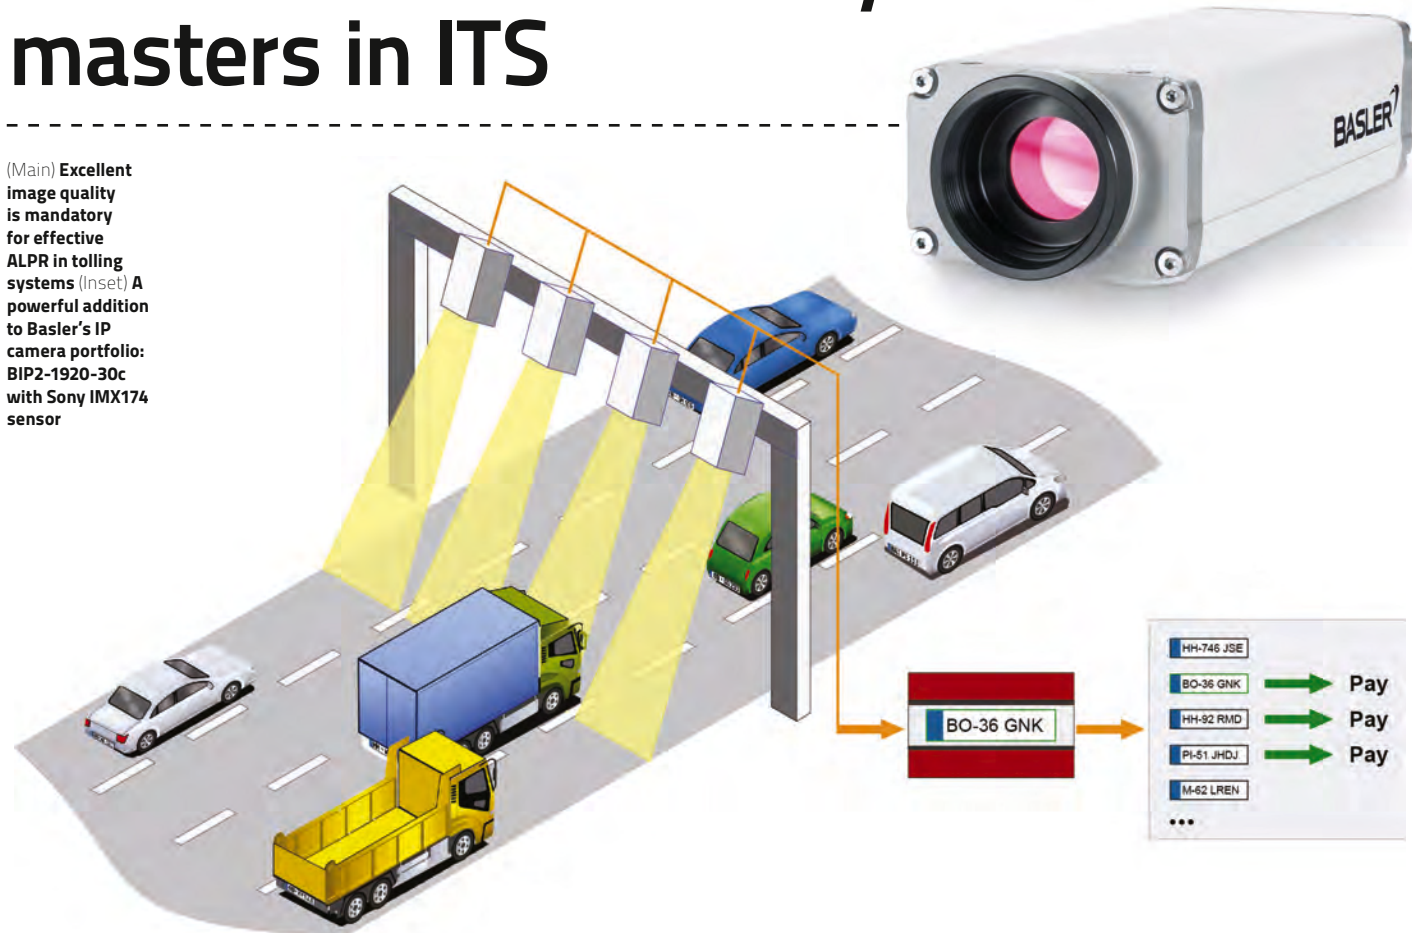 masters in ITS
BASLER
(Main) Excellent
image quality
is mandatory
for effective
ALPR in tolling
systems (Inset) A
powerful addition
to Basler's IP
camera portfolio:
BIP2-1920-30c
with Sony IMX174
sensor
BO-36 GNK
HH-746 JSE
BO-36 GNK Pay
HH-92 RMD Pay
PI-51 JHDJ Pay
M-62 LREN
...